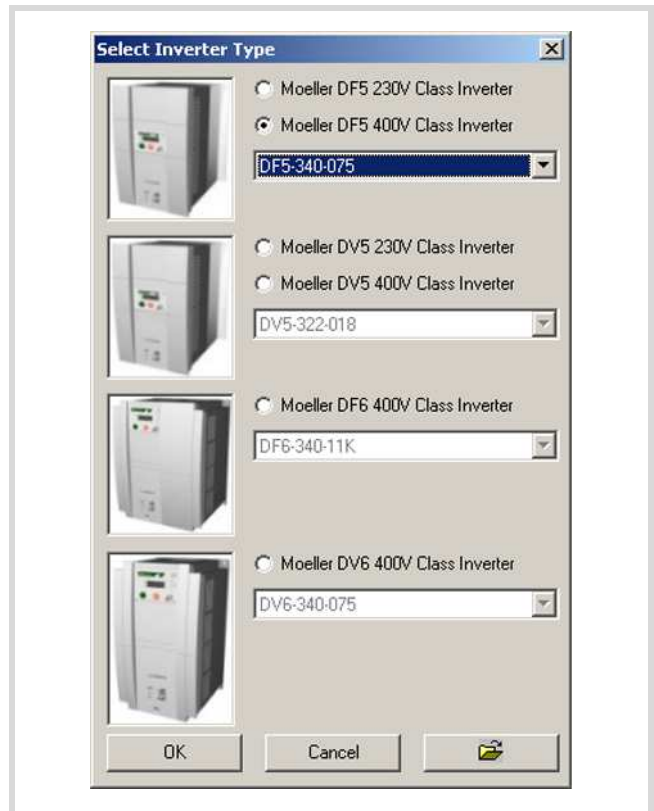 Select Inverter Type
Moeller DF5 230V Class Inverter
Moeller DF5 400V Class Inverter
DF5-340-075
Moeller DV5 230V Class Inverter
Moeller DV5 400V Class Inverter
DV5-322-018
Moeller DF6 400V Class Inverter
DF6-340-11K
Moeller DV6 400V Class Inverter
DV6-340-075
OK
Cancel